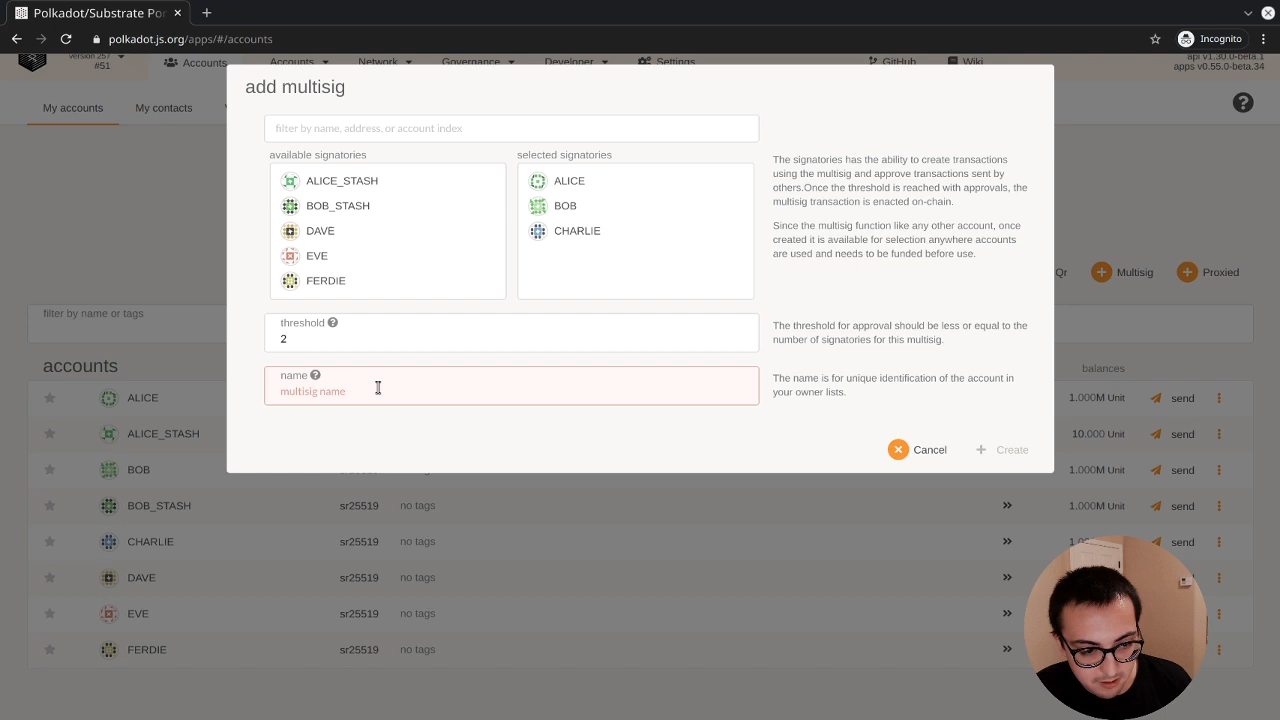 Polkadot/Substrate Por
polkadot.js.org/apps/#/accounts
Incognito
version 257
#51
Accounts
Accounts
Network
Governance
Developer
Settings
GitHub
Wiki
api v1.30.0-beta.1
apps v0.55.0-beta.34
My accounts
My contacts
add multisig
filter by name, address, or account index
available signatories
selected signatories
ALICE_STASH
BOB_STASH
DAVE
EVE
FERDIE
ALICE
BOB
CHARLIE
The signatories has the ability to create transactions
using the multisig and approve transactions sent by
others.Once the threshold is reached with approvals, the
multisig transaction is enacted on-chain.
Since the multisig function like any other account, once
created it is available for selection anywhere accounts
are used and needs to be funded before use.
threshold
2
The threshold for approval should be less or equal to the
number of signatories for this multisig.
name
multisig name
The name is for unique identification of the account in
your owner lists.
Cancel
Create
Qr
Multisig
Proxied
filter by name or tags
accounts
balances
ALICE
1.000M Unit
send
ALICE_STASH
10.000 Unit
send
BOB
1.000M Unit
send
BOB_STASH
sr25519
no tags
1.000M Unit
send
CHARLIE
sr25519
no tags
send
DAVE
sr25519
no tags
EVE
sr25519
no tags
FERDIE
sr25519
no tags